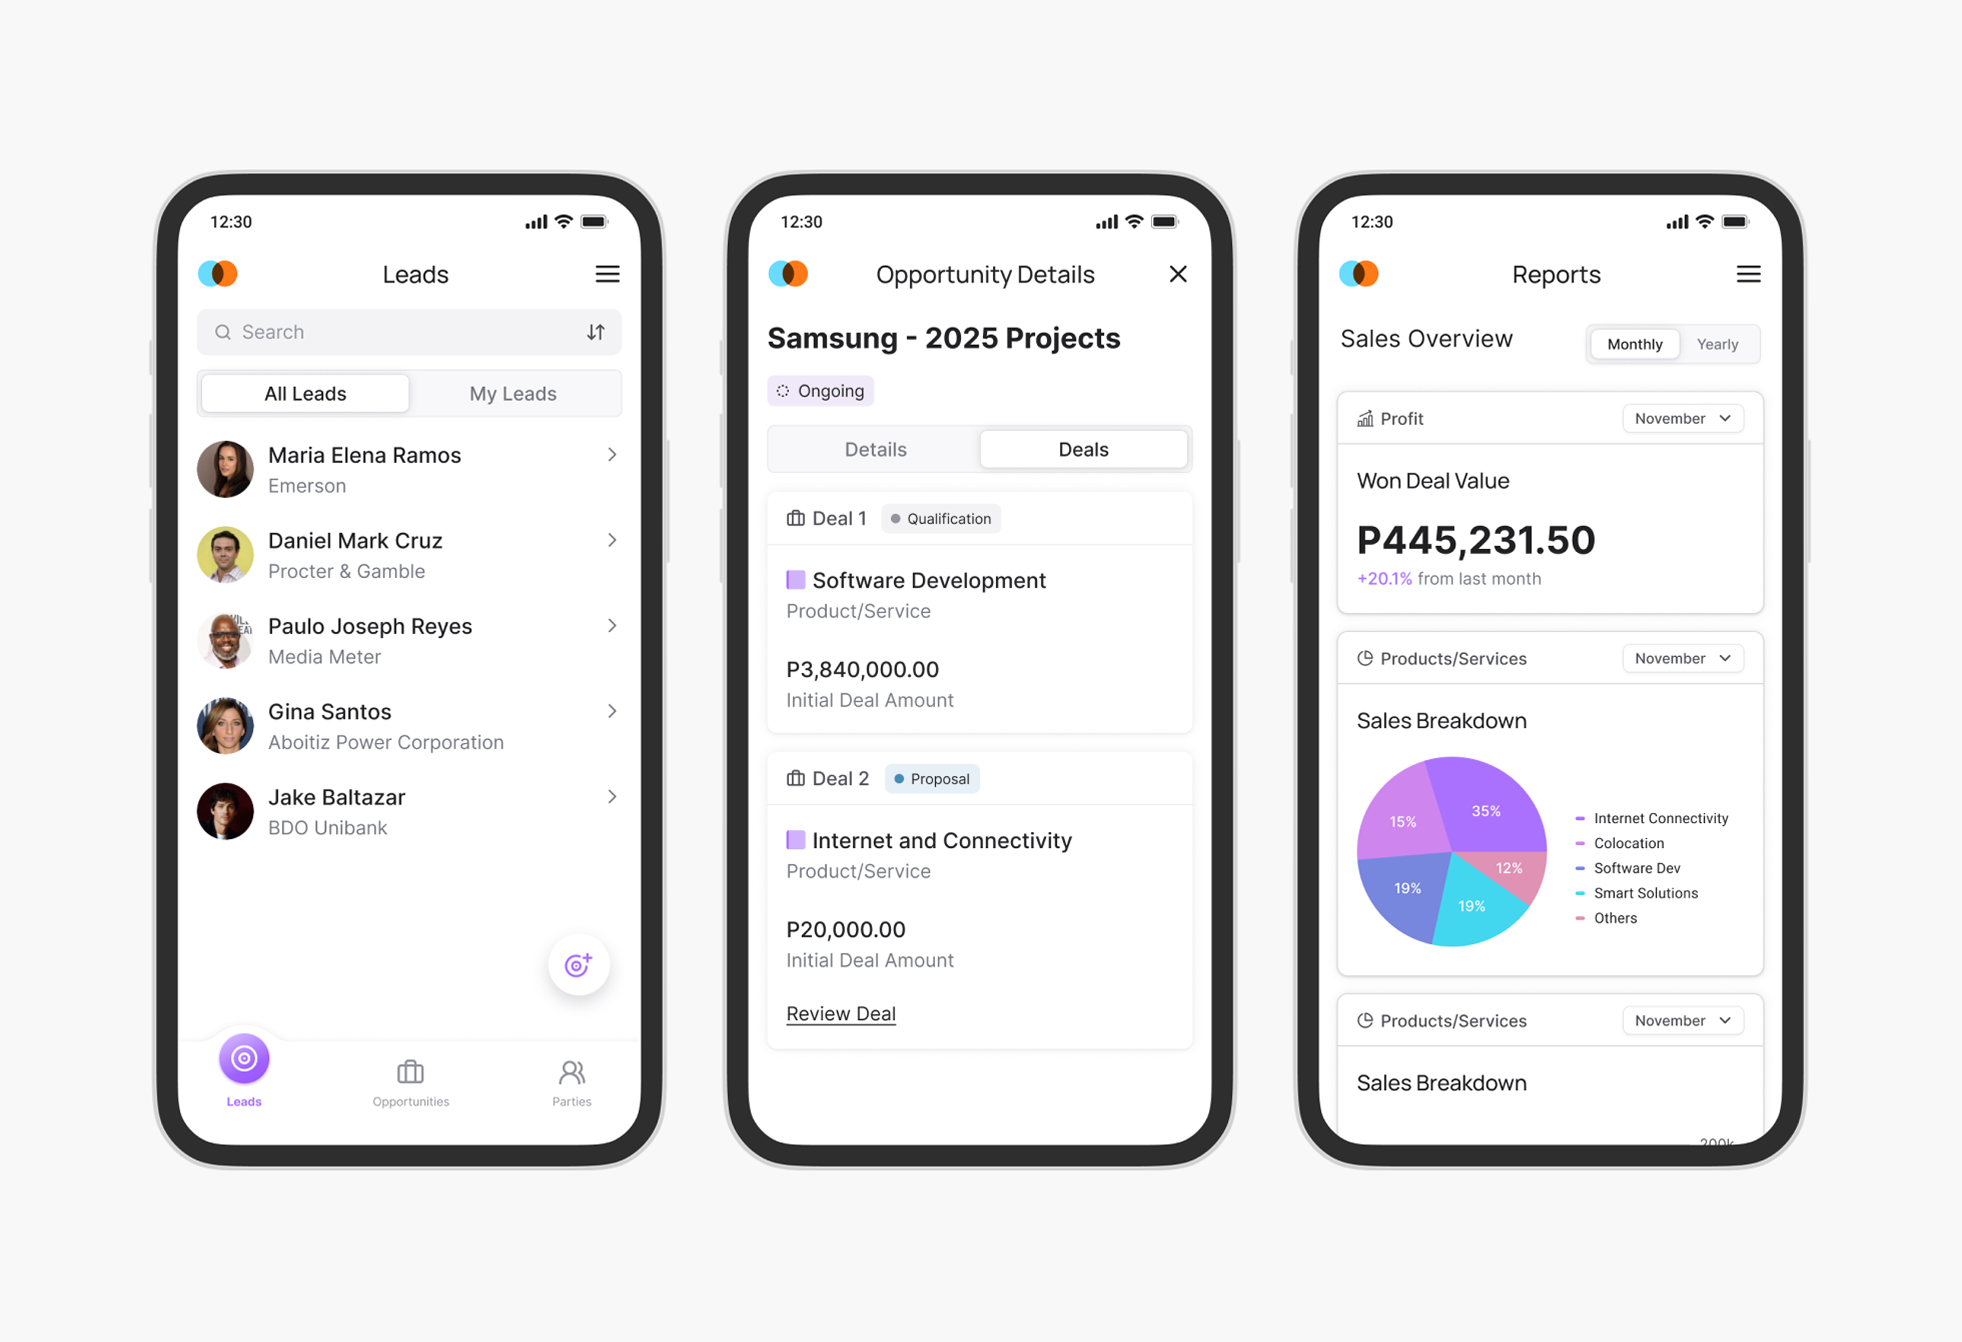 12:30
Leads
Search
All Leads
My Leads
Maria Elena Ramos
Emerson
Daniel Mark Cruz
Procter & Gamble
Paulo Joseph Reyes
Media Meter
Gina Santos
Aboitiz Power Corporation
Jake Baltazar
BDO Unibank
Leads
Opportunities
Parties
12:30
Opportunity Details
Samsung - 2025 Projects
Ongoing
Details
Deals
Deal 1
Qualification
Software Development
Product/Service
P3,840,000.00
Initial Deal Amount
Deal 2
Proposal
Internet and Connectivity
Product/Service
P20,000.00
Initial Deal Amount
Review Deal
12:30
Reports
Sales Overview
Monthly
Yearly
Profit
November
Won Deal Value
P445,231.50
+20.1% from last month
Products/Services
November
Sales Breakdown
35%
15%
12%
19%
19%
Internet Connectivity
Colocation
Software Dev
Smart Solutions
Others
Products/Services
November
Sales Breakdown
200k